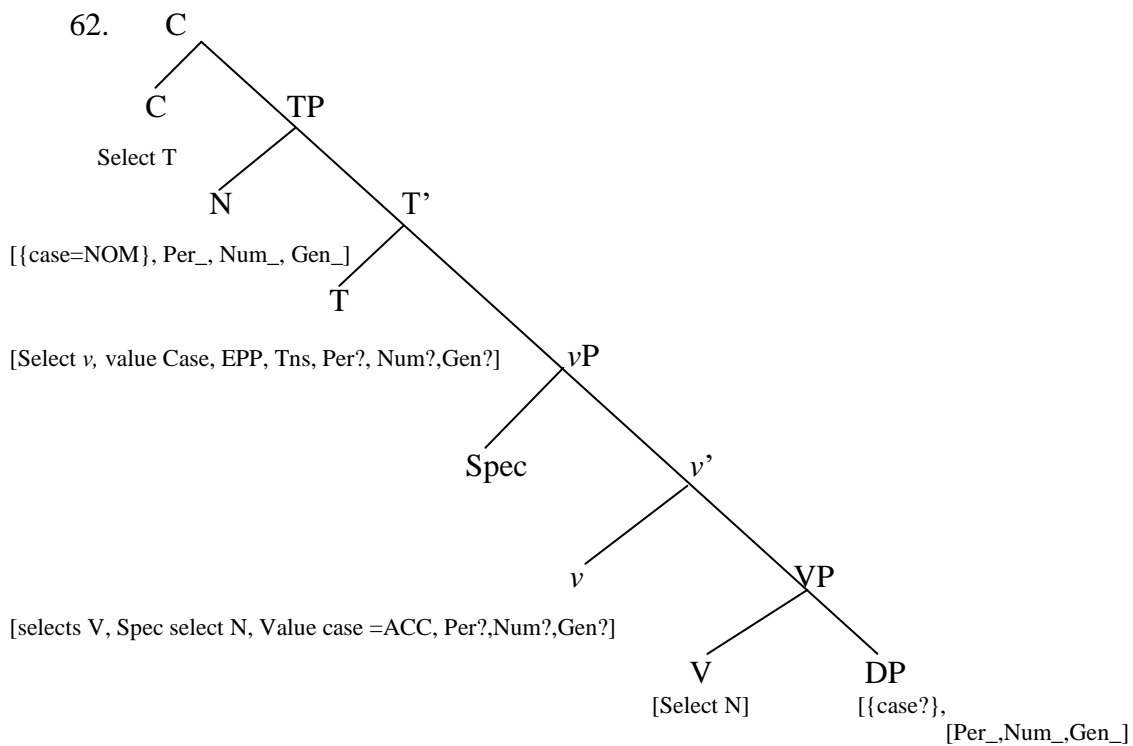 62. C
C TP
Select T
N T’
[{case=NOM}, Per_, Num_, Gen_]
T
[Select v, value Case, EPP, Tns, Per?, Num?,Gen?] vP
Spec v’
v VP
[selects V, Spec select N, Value case =ACC, Per?,Num?,Gen?]
V DP
[Select N] [{case?},
[Per_,Num_,Gen_]